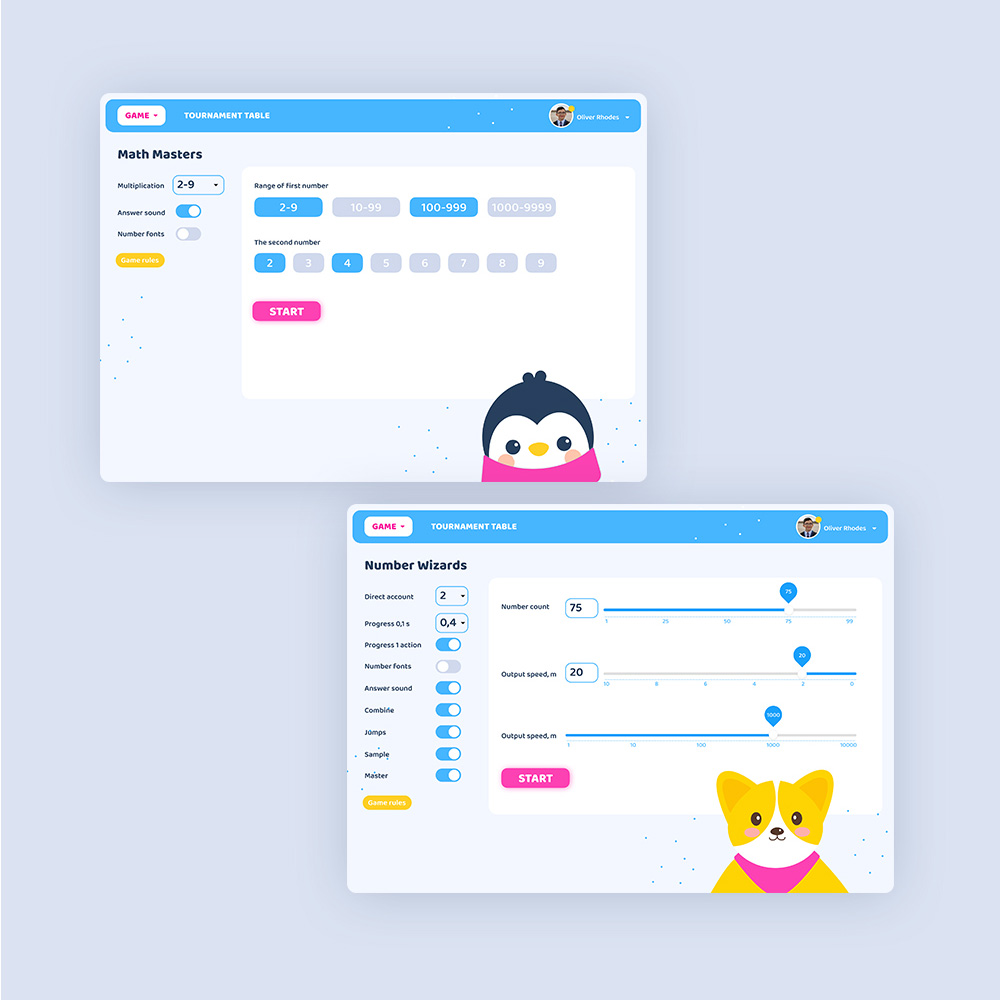 GAME TOURNAMENT TABLE Oliver Rhodes
Math Masters
Multiplication 2-9
Answer sound
Number fonts
Game rules
Range of first number
2-9 10-99 100-999 1000-9999
The second number
2 3 4 5 6 7 8 9
START
GAME TOURNAMENT TABLE Oliver Rhodes
Number Wizards
Direct account 2
Progress 0,1 s 0,4
Progress 1 action
Number fonts
Answer sound
Combine
Jumps
Sample
Master
Game rules
75
Number count 75
1 25 50 75 99
20
Output speed, m 20
10 8 6 4 2 0
1000
Output speed, m
1 10 100 1000 10000
START